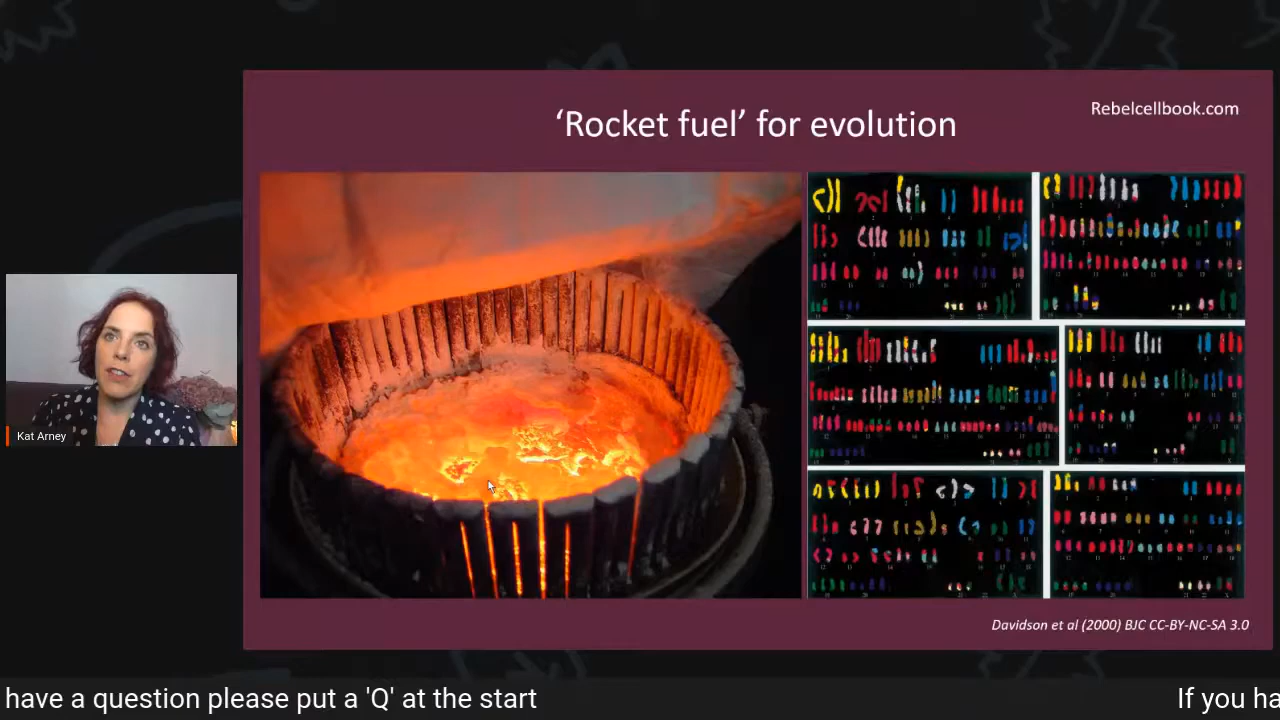 Rebelcellbook.com
‘Rocket fuel’ for evolution
Kat Arney
Davidson et al (2000) BJC CC-BY-NC-SA 3.0
have a question please put a 'Q' at the start
If you ha